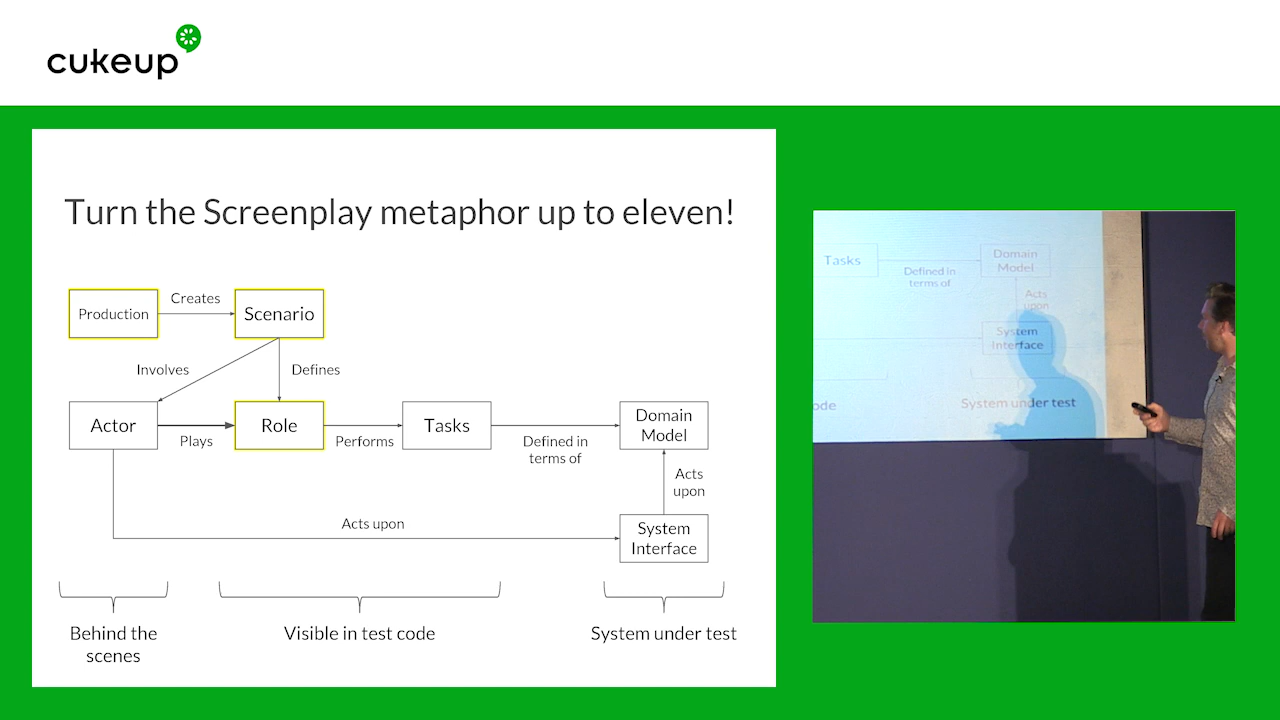 cukeup
Turn the Screenplay metaphor up to eleven!
Production
Creates
Scenario
Involves
Defines
Actor
Plays
Role
Performs
Tasks
Defined in
terms of
Domain
Model
Acts
upon
Acts upon
System
Interface
Behind the
scenes
Visible in test code
System under test
Tasks
Defined in
terms of
Domain
Model
Acts
upon
System
Interface
ode
System under test